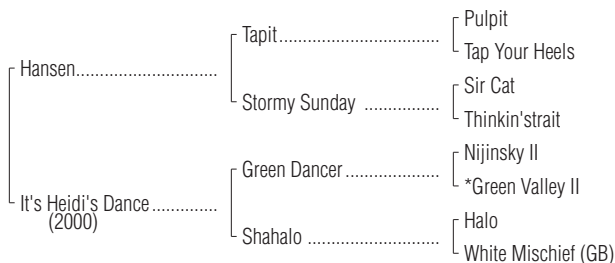 Pulpit
Tapit
Tap Your Heels
Hansen
Sir Cat
Stormy Sunday
Thinkin'strait
Nijinsky II
Green Dancer
*Green Valley II
It's Heidi's Dance
(2000)
Halo
Shahalo
White Mischief (GB)